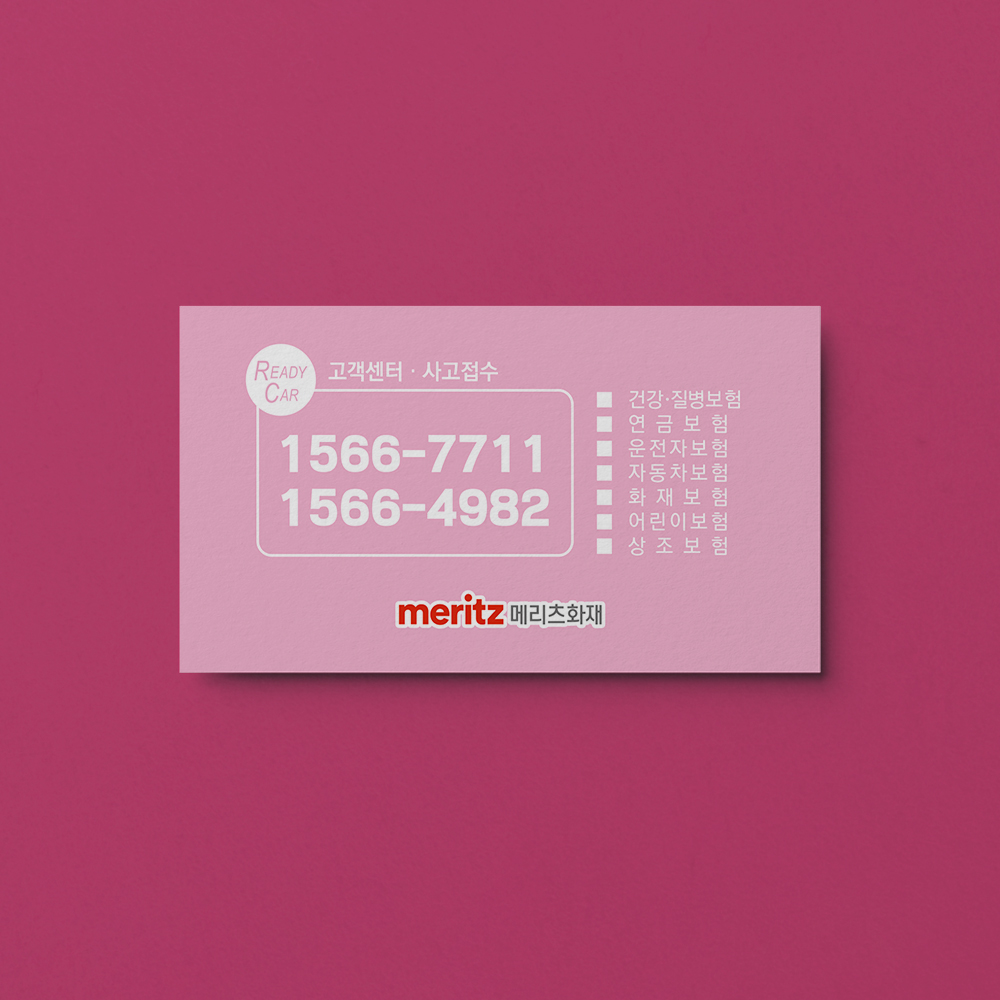 READY
CAR
고객센터 · 사고접수
1566-7711
1566-4982
건강·질병보험
연금보험
운전자보험
자동차보험
화재보험
어린이보험
상조보험
meritz 메리츠화재